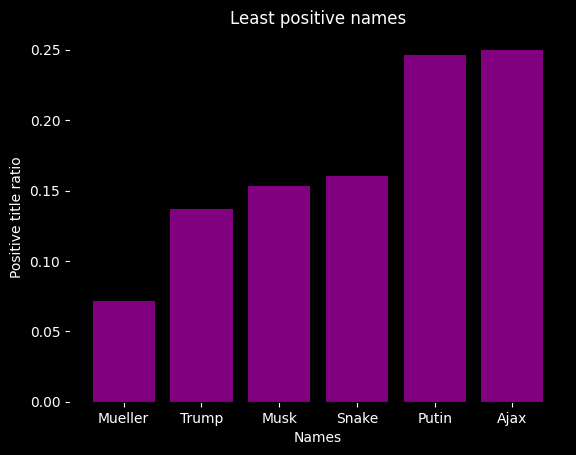 Least positive names
Positive title ratio
0.25
0.20
0.15
0.10
0.05
0.00
Mueller Trump Musk Snake Putin Ajax
Names